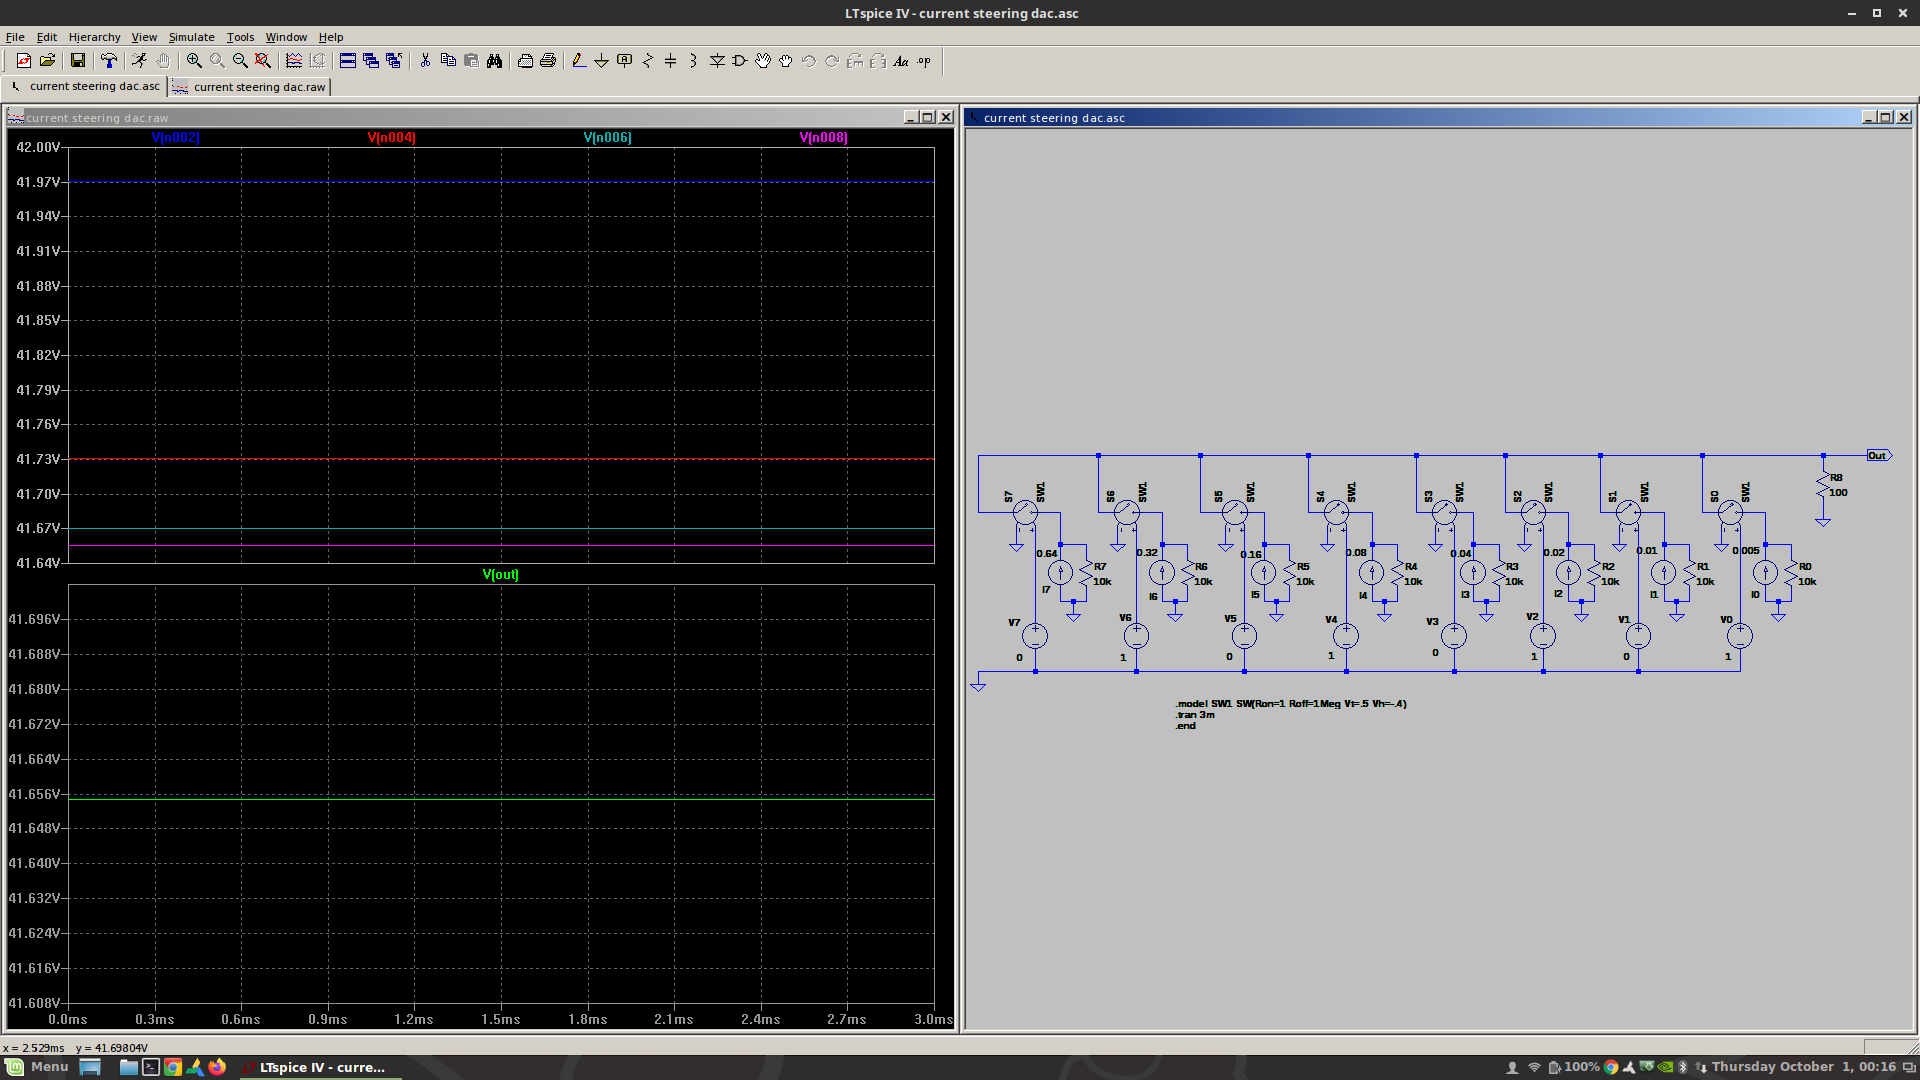 LTspice IV - current steering dac.asc
File Edit Hierarchy View Simulate Tools Window Help
current steering dac.asc current steering dac.raw
current steering dac.raw
V(n002) V(n004) V(n006) V(n008)
42.00V
41.97V
41.94V
41.91V
41.88V
41.85V
41.82V
41.79V
41.76V
41.73V
41.70V
41.67V
41.64V
V(out)
41.696V
41.688V
41.680V
41.672V
41.664V
41.656V
41.648V
41.640V
41.632V
41.624V
41.616V
41.608V
0.0ms 0.3ms 0.6ms 0.9ms 1.2ms 1.5ms 1.8ms 2.1ms 2.4ms 2.7ms 3.0ms
current steering dac.asc
Out
R8
100
S7 SW1 S6 SW1 S5 SW1 S4 SW1 S3 SW1 S2 SW1 S1 SW1 S0 SW1
0.64 0.32 0.16 0.08 0.04 0.02 0.01 0.005
R7 R6 R5 R4 R3 R2 R1 R0
10k 10k 10k 10k 10k 10k 10k 10k
I7 I6 I5 I4 I3 I2 I1 I0
V7 V6 V5 V4 V3 V2 V1 V0
0 1 0 1 0 1 0 1
.model SW1 SW(Ron=1 Roff=1Meg Vt=.5 Vh=-.4)
.tran 3m
.end
x = 2.529ms y = 41.69804V
Menu LTspice IV - curre... 100% Thursday October 1, 00:16